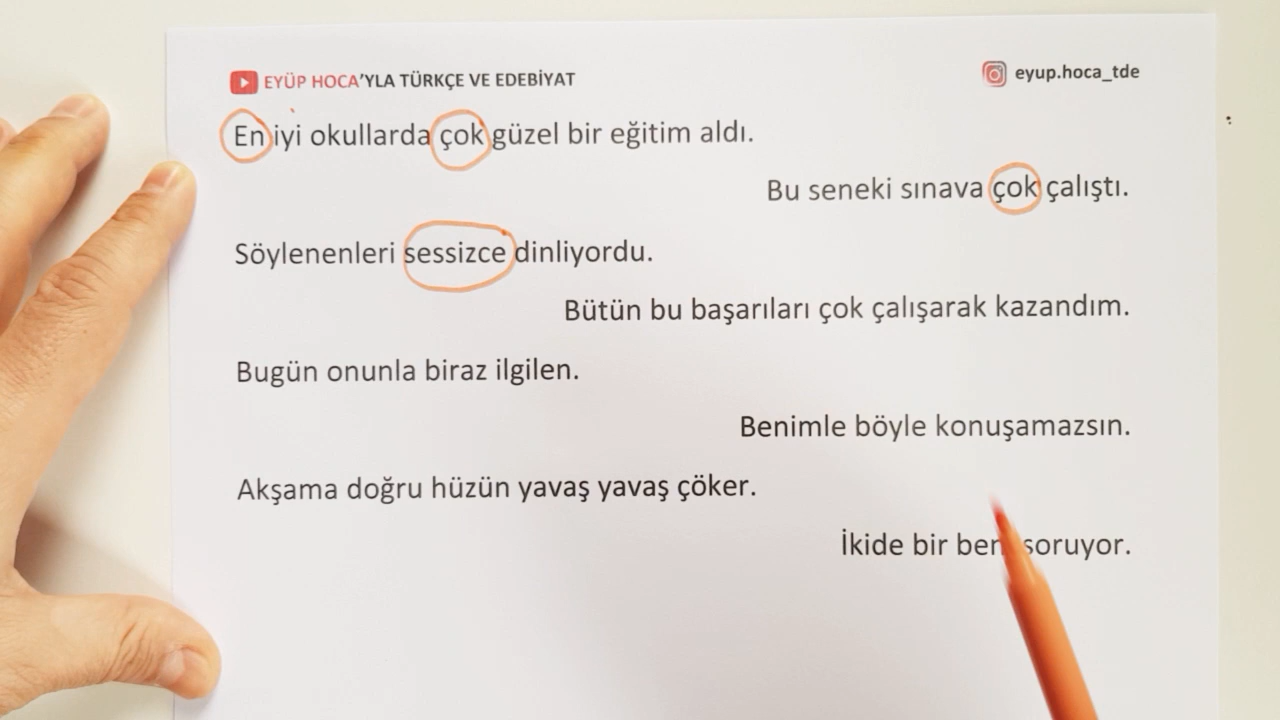 EYÜP HOCA'YLA TÜRKÇE VE EDEBİYAT
eyup.hoca_tde
En iyi okullarda çok güzel bir eğitim aldı.
Bu seneki sınava çok çalıştı.
Söylenenleri sessizce dinliyordu.
Bütün bu başarıları çok çalışarak kazandım.
Bugün onunla biraz ilgilen.
Benimle böyle konuşamazsın.
Akşama doğru hüzün yavaş yavaş çöker.
İkide bir soruyor.